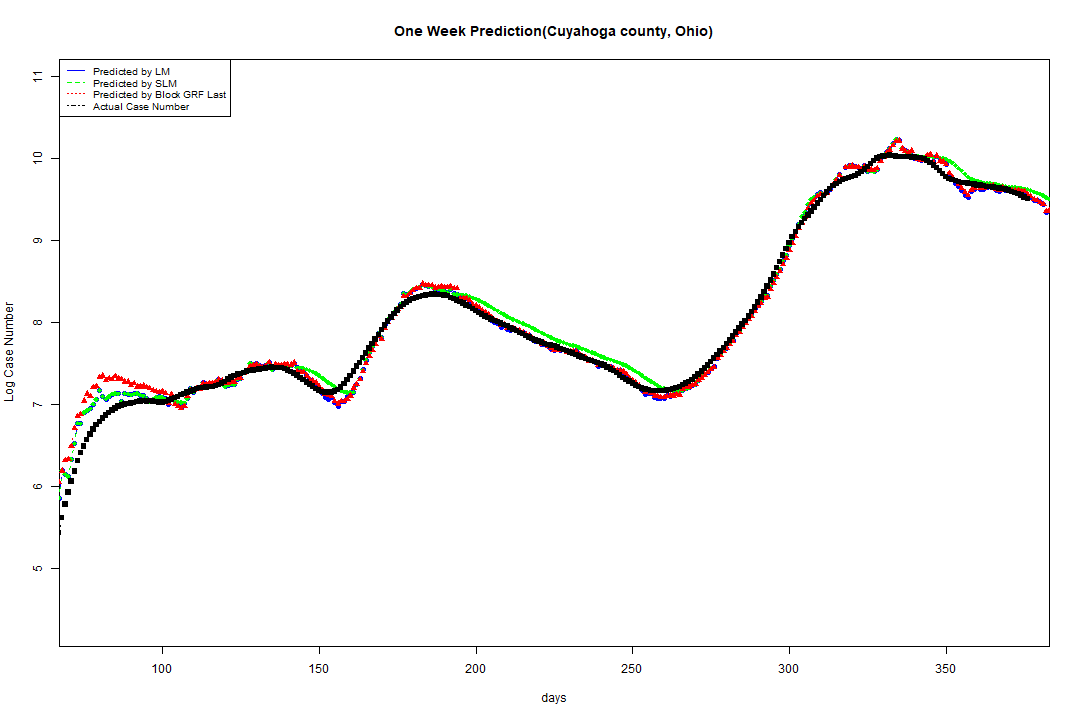 One Week Prediction(Cuyahoga county, Ohio)
Predicted by LM
Predicted by SLM
Predicted by Block GRF Last
Actual Case Number
Log Case Number
11
10
9
8
7
6
5
100 150 200 250 300 350
days